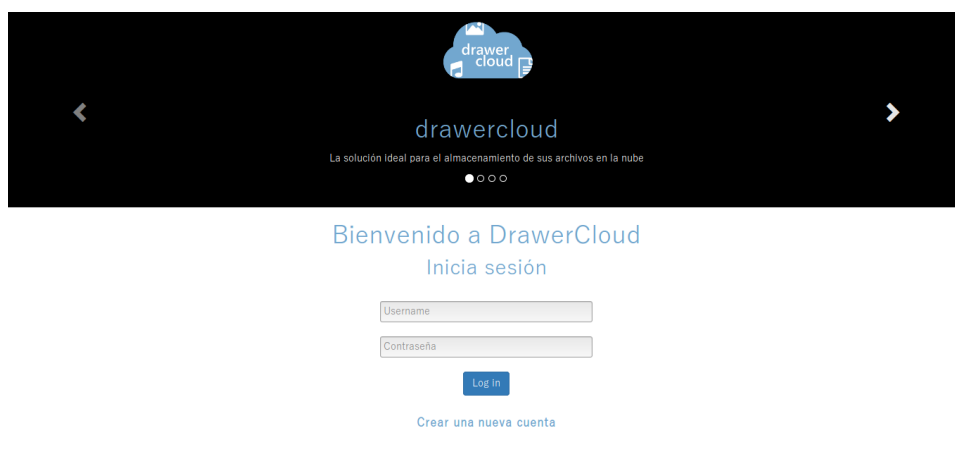 drawer
cloud
drawercloud
La solución ideal para el almacenamiento de sus archivos en la nube
Bienvenido a DrawerCloud
Inicia sesión
Username
Contraseña
Log in
Crear una nueva cuenta